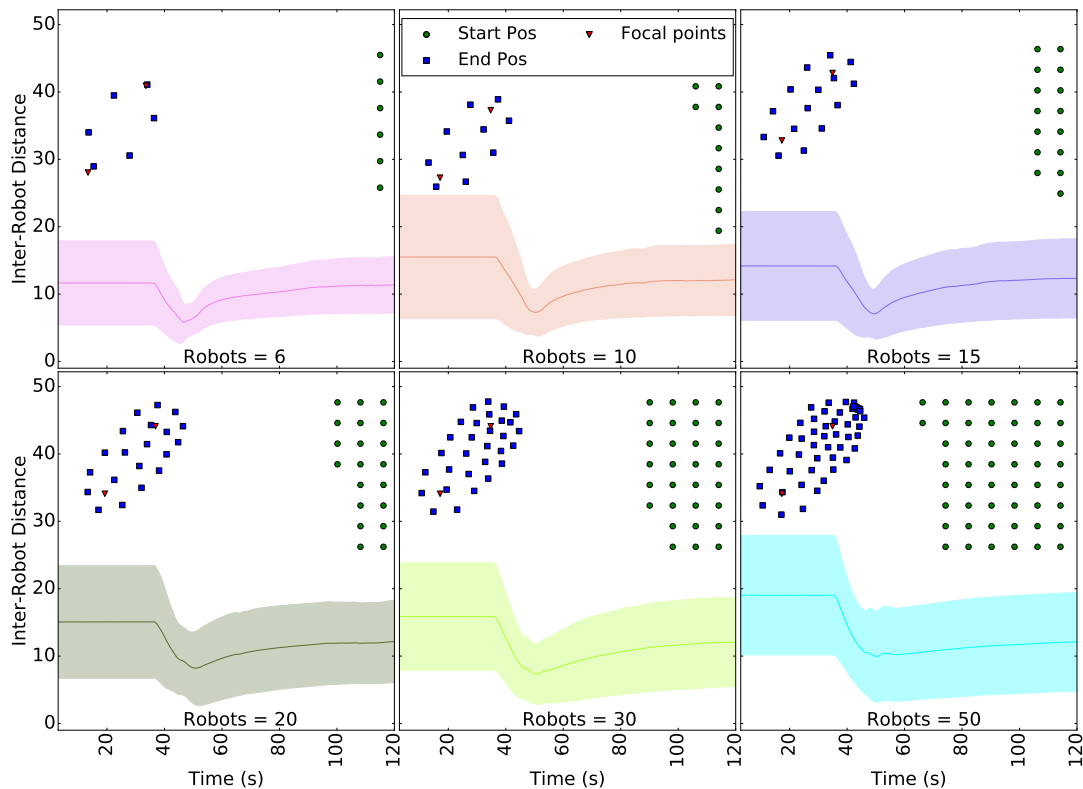 Start Pos
Focal points
End Pos
Inter-Robot Distance
50
40
30
20
10
0
Robots = 6
Robots = 10
Robots = 15
Inter-Robot Distance
50
40
30
20
10
0
Robots = 20
Robots = 30
Robots = 50
20 40 60 80 100 120
20 40 60 80 100 120
20 40 60 80 100 120
Time (s)
Time (s)
Time (s)